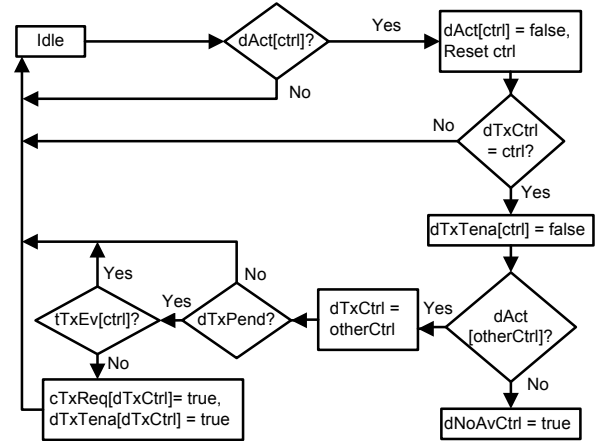 Idle
dAct[ctrl]?
Yes
dAct[ctrl] = false,
Reset ctrl
No
No
dTxCtrl
= ctrl?
Yes
dTxTena[ctrl] = false
Yes
No
tTxEv[ctrl]?
Yes
dTxPend?
dTxCtrl =
otherCtrl
Yes
dAct
[otherCtrl]?
No
No
cTxReq[dTxCtrl]= true,
dTxTena[dTxCtrl] = true
dNoAvCtrl = true